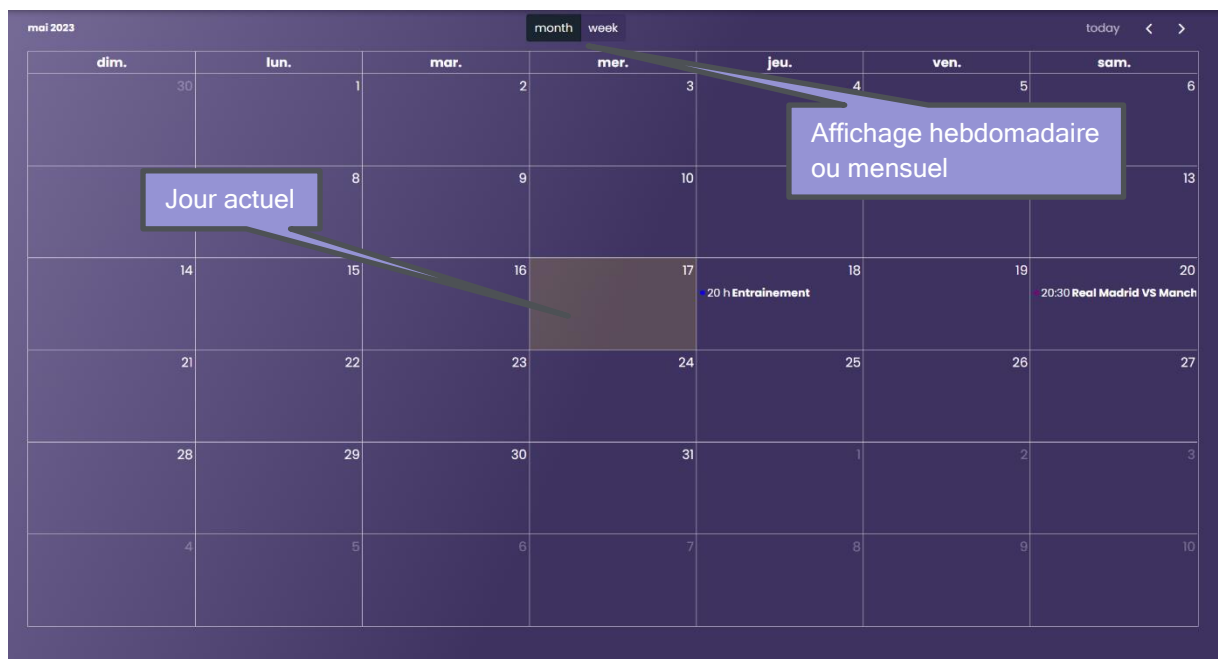 mai 2023
month week
today
dim. lun. mar. mer. jeu. ven. sam.
30 1 2 3 4 5 6
Affichage hebdomadaire
ou mensuel
8 9 10 13
Jour actuel
14 15 16 17 18 19 20
20 h Entrainement
20:30 Real Madrid VS Manch
21 22 23 24 25 26 27
28 29 30 31 1 2 3
4 5 6 7 8 9 10